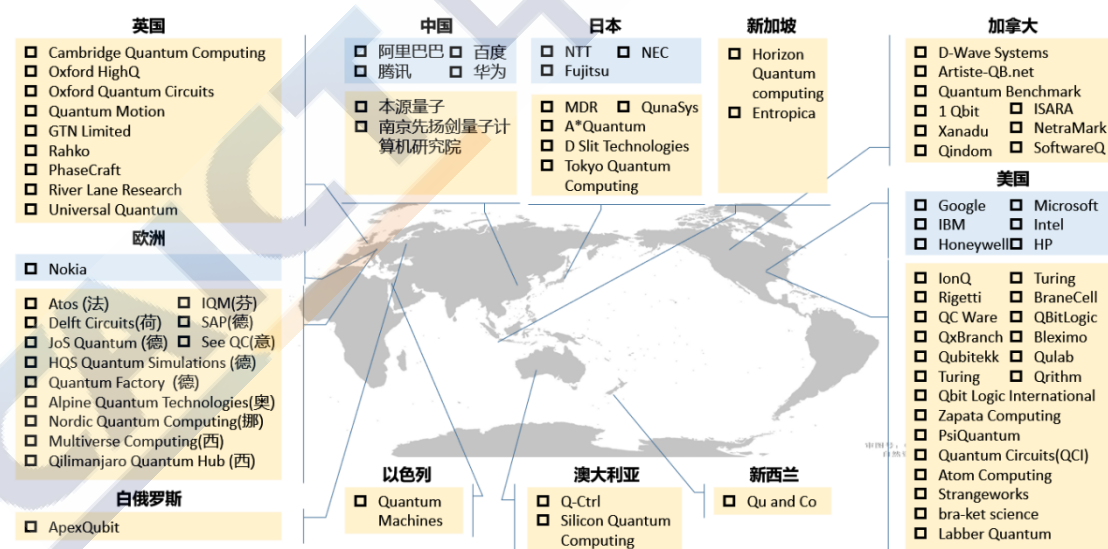 英国
Cambridge Quantum Computing
Oxford HighQ
Oxford Quantum Circuits
Quantum Motion
GTN Limited
Rahko
PhaseCraft
River Lane Research
Universal Quantum
欧洲
Nokia
Atos (法) IQM(芬)
Delft Circuits(荷) SAP(德)
JoS Quantum (德) See QC(意)
HQS Quantum Simulations (德)
Quantum Factory (德)
Alpine Quantum Technologies(奥)
Nordic Quantum Computing(挪)
Multiverse Computing(西)
Qilimanjaro Quantum Hub (西)
白俄罗斯
ApexQubit
中国
阿里巴巴 百度
腾讯 华为
本源量子
南京先扬剑量子计
算机研究院
日本
NTT NEC
Fujitsu
MDR QunaSys
A*Quantum
D Slit Technologies
Tokyo Quantum
Computing
新加坡
Horizon
Quantum
computing
Entropica
加拿大
D-Wave Systems
Artiste-QB.net
Quantum Benchmark
1 Qbit ISARA
Xanadu NetraMark
Qindom SoftwareQ
美国
Google Microsoft
IBM Intel
Honeywell HP
IonQ Turing
Rigetti BraneCell
QC Ware QBitLogic
QxBranch Bleximo
Qubitekk Qulab
Turing Qrithm
Qbit Logic International
Zapata Computing
PsiQuantum
Quantum Circuits(QCI)
Atom Computing
Strangeworks
bra-ket science
Labber Quantum
以色列
Quantum
Machines
澳大利亚
Q-Ctrl
Silicon Quantum
Computing
新西兰
Qu and Co
CAICT